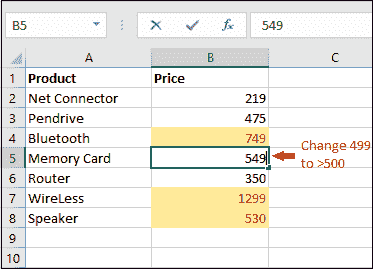 B5 549
A B C
1 Product Price
2 Net Connector 219
3 Pendrive 475
4 Bluetooth 749
5 Memory Card 549 Change 499
6 Router 350 to >500
7 WireLess 1299
8 Speaker 530
9
10